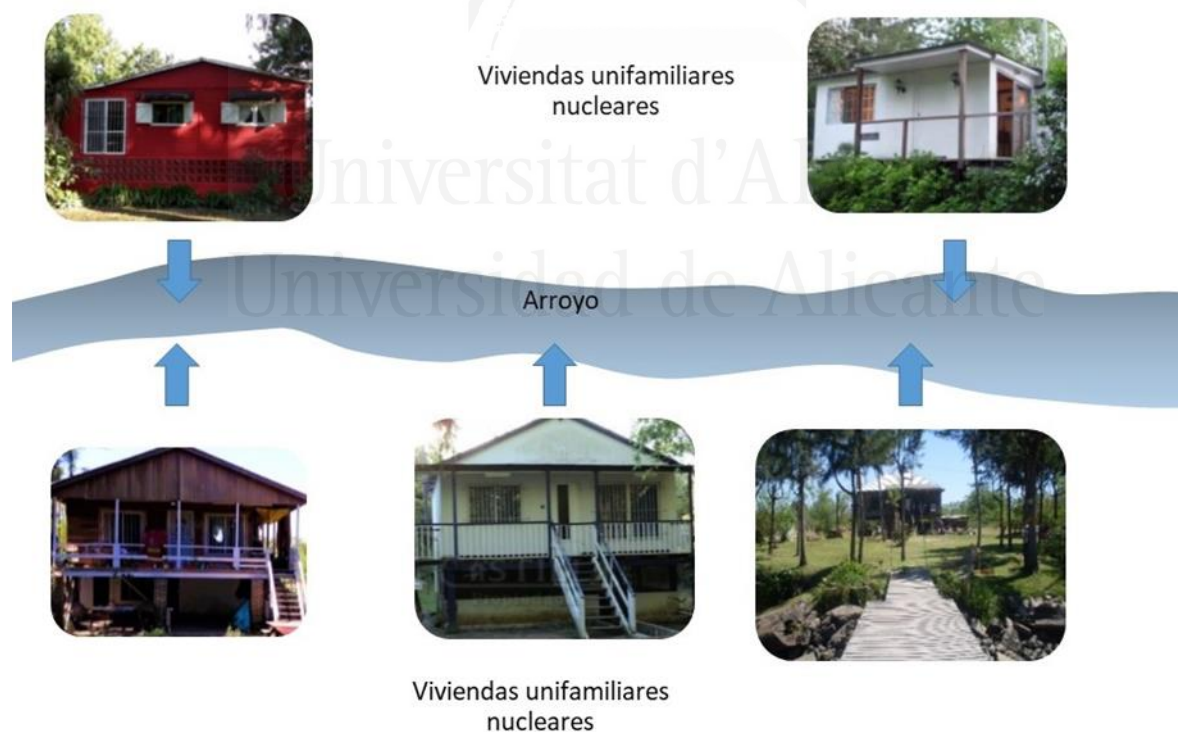 Viviendas unifamiliares
nucleares
Universitat d'Alacant
Universidad de Alicante
Arroyo
Viviendas unifamiliares
nucleares